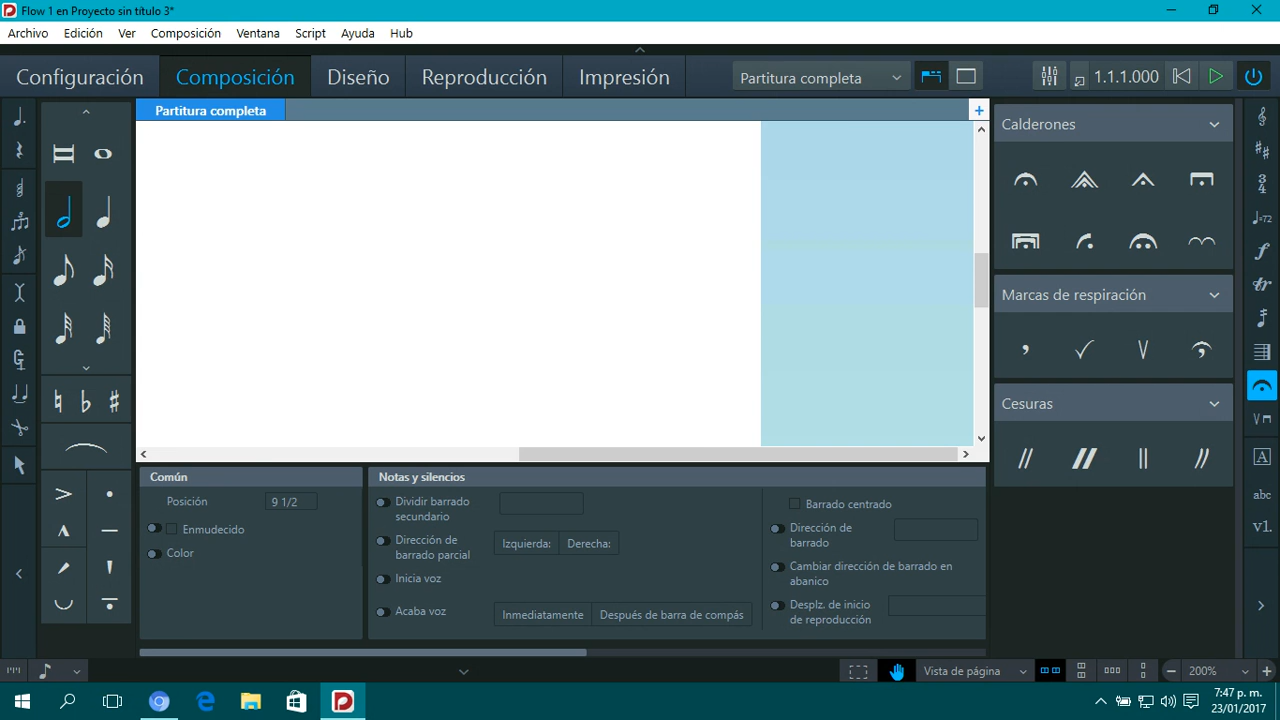 Flow 1 en Proyecto sin título 3*
Archivo Edición Ver Composición Ventana Script Ayuda Hub
Configuración Composición Diseño Reproducción Impresión Partitura completa 1.1.1.000
Partitura completa
Calderones
Marcas de respiración
Cesuras
=72
abc
v1.
A
Común
Posición 9 1/2
Enmudecido
Color
Notas y silencios
Dividir barrado
secundario
Dirección de
barrado parcial
Izquierda: Derecha:
Inicia voz
Acaba voz
Inmediatamente Después de barra de compás
Barrado centrado
Dirección de
barrado
Cambiar dirección de barrado en
abanico
Desplz. de inicio
de reproducción
Vista de página 200%
7:47 p. m.
23/01/2017